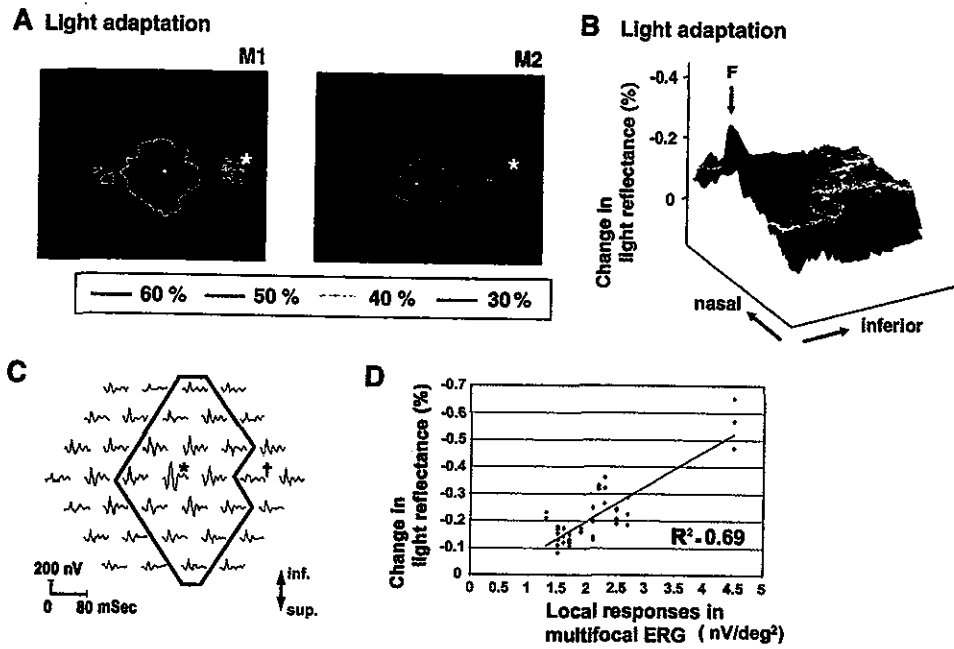 A Light adaptation
M1
M2
*
*
60 % 50 % 40 % 30 %
B Light adaptation
F
-0.4
-0.2
0
Change in
light reflectance (%)
nasal
inferior
C
*
†
200 nV
0 80 mSec
inf.
sup.
D
-0.7
-0.6
-0.5
-0.4
-0.3
-0.2
-0.1
0
Change in
light reflectance (%)
R²=0.69
0 0.5 1 1.5 2 2.5 3 3.5 4 4.5 5
Local responses in
multifocal ERG ( nV/deg²)